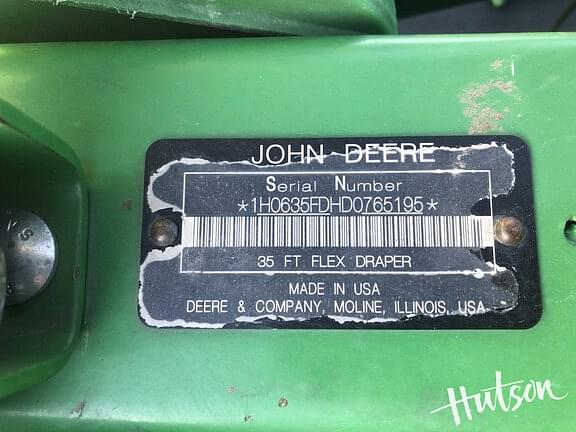 JOHN DEERE
Serial Number
*1H0635FDHD0765195*
35 FT FLEX DRAPER
MADE IN USA
DEERE & COMPANY, MOLINE, ILLINOIS, USA
Hutson